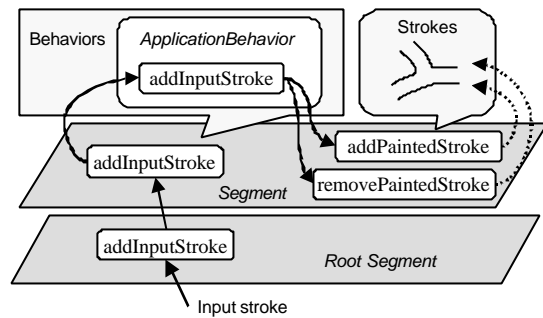 Behaviors
ApplicationBehavior
Strokes
addInputStroke
addPaintedStroke
addInputStroke
removePaintedStroke
Segment
addInputStroke
Root Segment
Input stroke